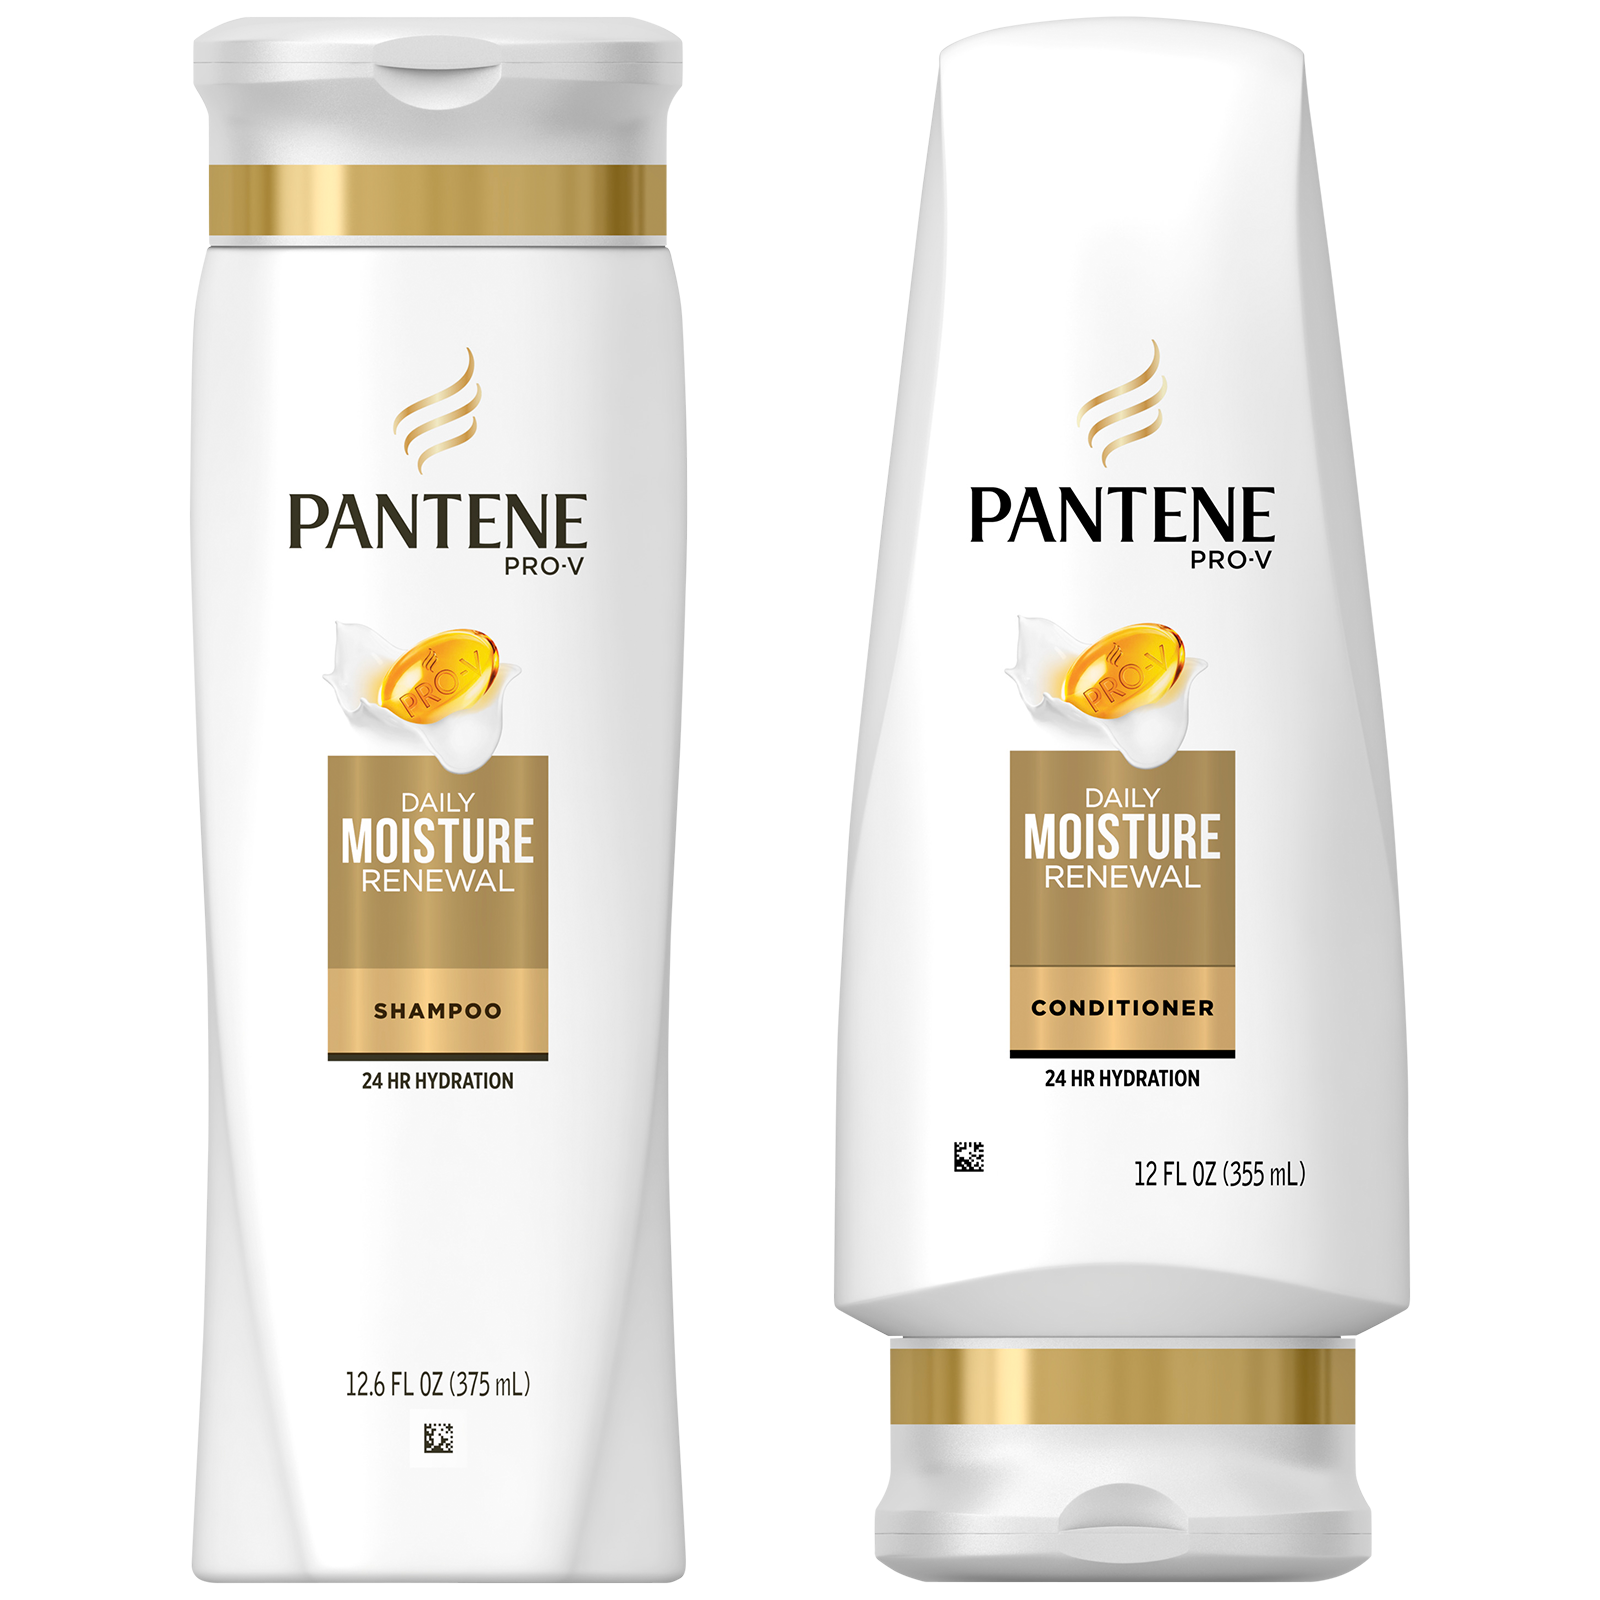 PANTENE
PRO-V
PRO-V
DAILY
MOISTURE
RENEWAL
SHAMPOO
24 HR HYDRATION
12.6 FL OZ (375 mL)
PANTENE
PRO-V
PRO-V
DAILY
MOISTURE
RENEWAL
CONDITIONER
24 HR HYDRATION
12 FL OZ (355 mL)